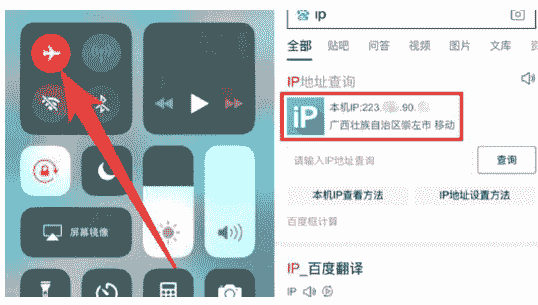 屏幕镜像
ip
全部 贴吧 问答 视频 图片 文库
IP地址查询
iP
本机IP:223. .90.
广西壮族自治区崇左市 移动
请输入IP地址查询
查询
本机IP查看方法
IP地址设置方法
百度框计算
IP_百度翻译
IP